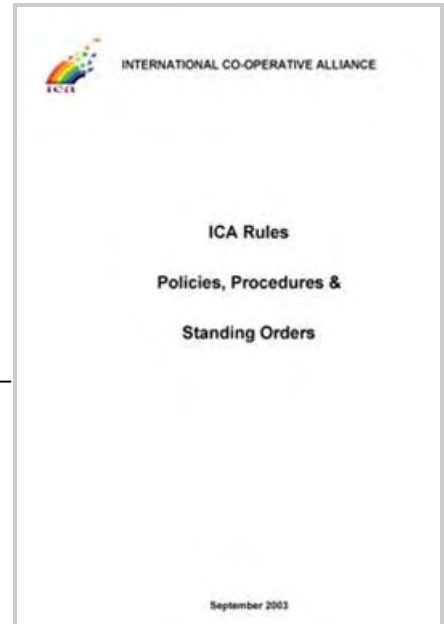 INTERNATIONAL CO-OPERATIVE ALLIANCE
ica
ICA Rules
Policies, Procedures &
Standing Orders
September 2003